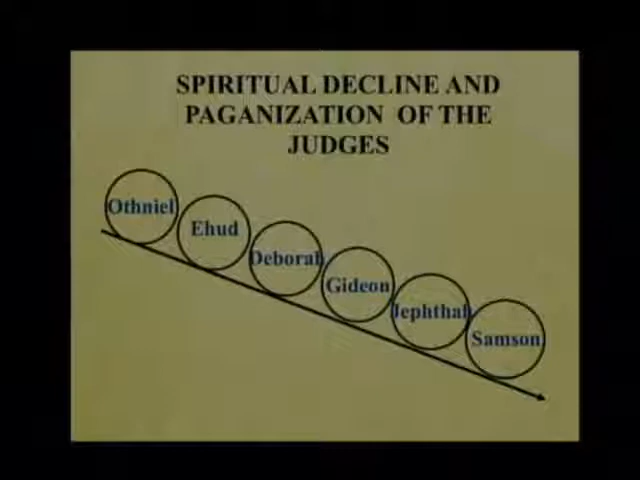 SPIRITUAL DECLINE AND
PAGANIZATION OF THE
JUDGES
Othniel
Ehud
Deborah
Gideon
Jephthah
Samson